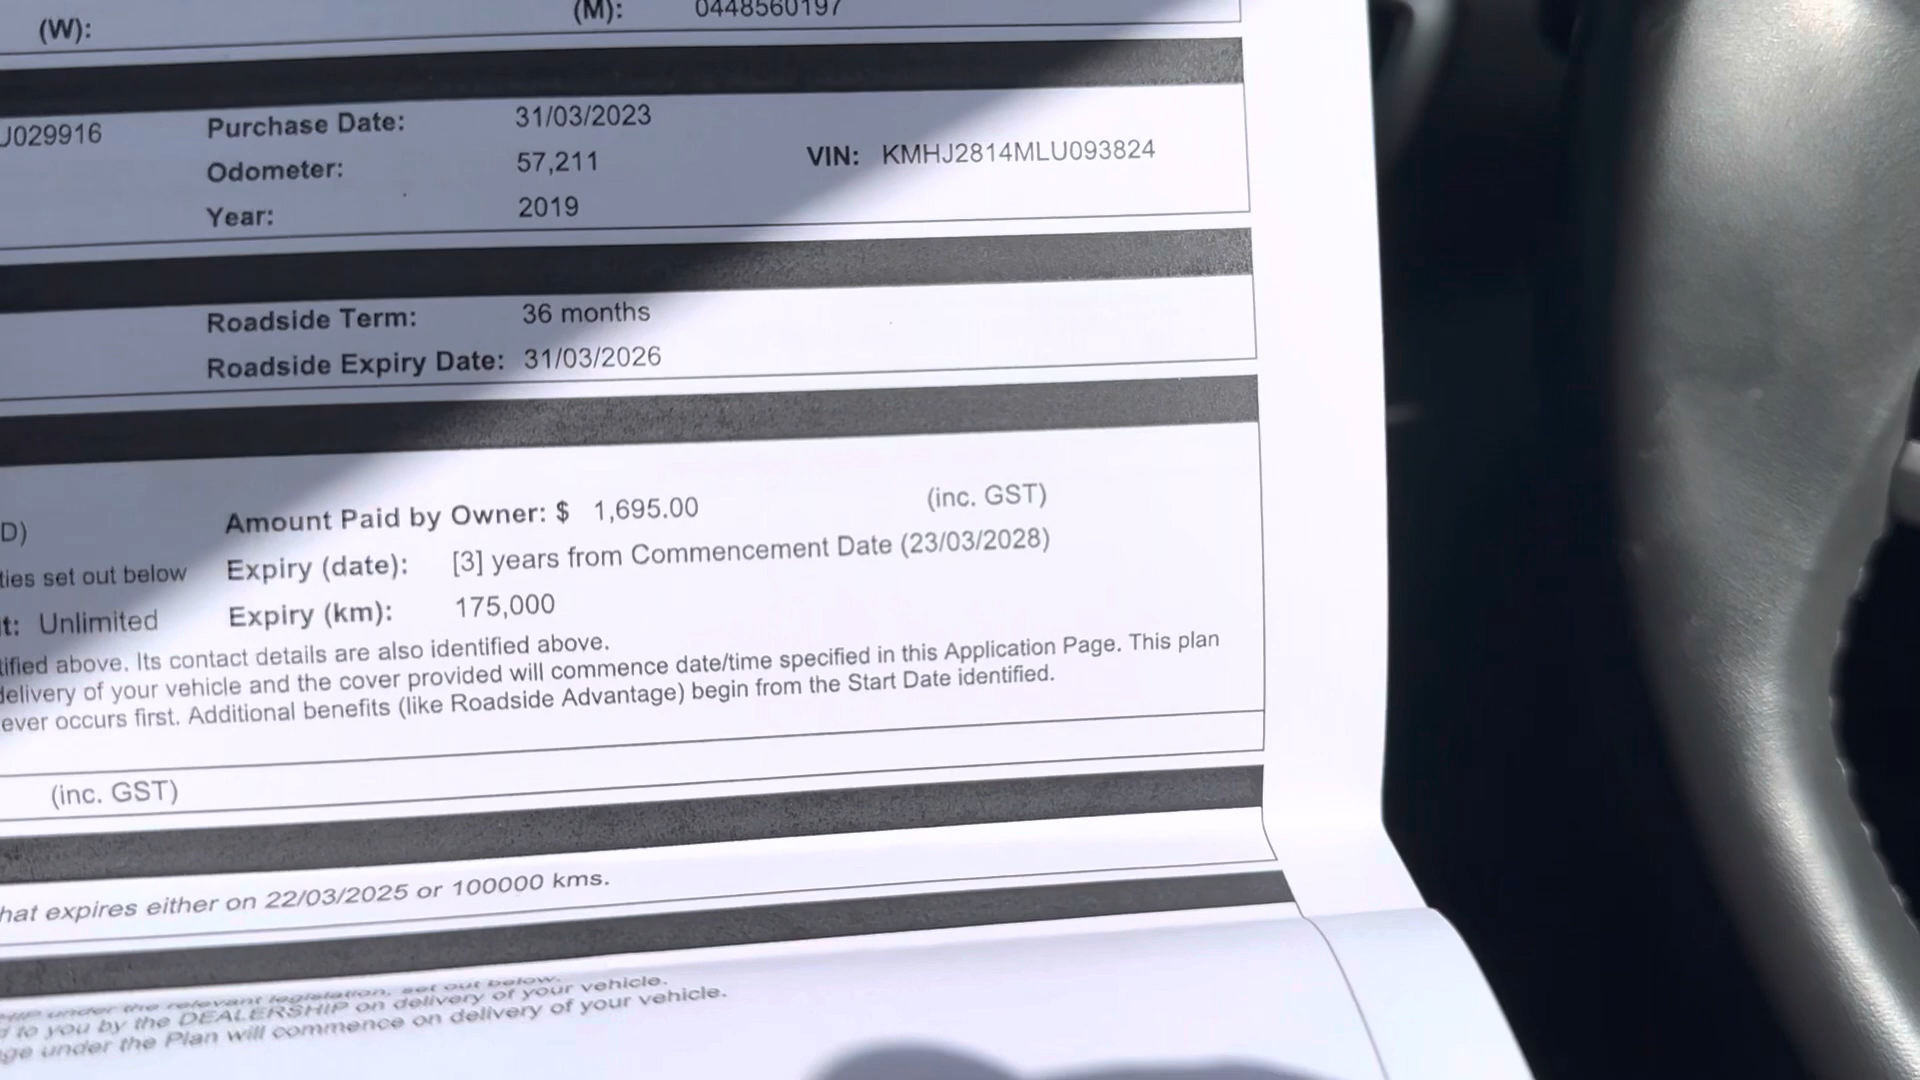 (W): (M): 0448560197
J029916 Purchase Date: 31/03/2023
Odometer: 57,211 VIN: KMHJ2814MLU093824
Year: 2019
Roadside Term: 36 months
Roadside Expiry Date: 31/03/2026
D) Amount Paid by Owner: $ 1,695.00 (inc. GST)
ties set out below Expiry (date): [3] years from Commencement Date (23/03/2028)
t: Unlimited Expiry (km): 175,000
tified above. Its contact details are also identified above.
delivery of your vehicle and the cover provided will commence date/time specified in this Application Page. This plan
ever occurs first. Additional benefits (like Roadside Advantage) begin from the Start Date identified.
(inc. GST)
hat expires either on 22/03/2025 or 100000 kms.
under the relevant legislation, set out below.
d to you by the DEALERSHIP on delivery of your vehicle.
ge under the Plan will commence on delivery of your vehicle.